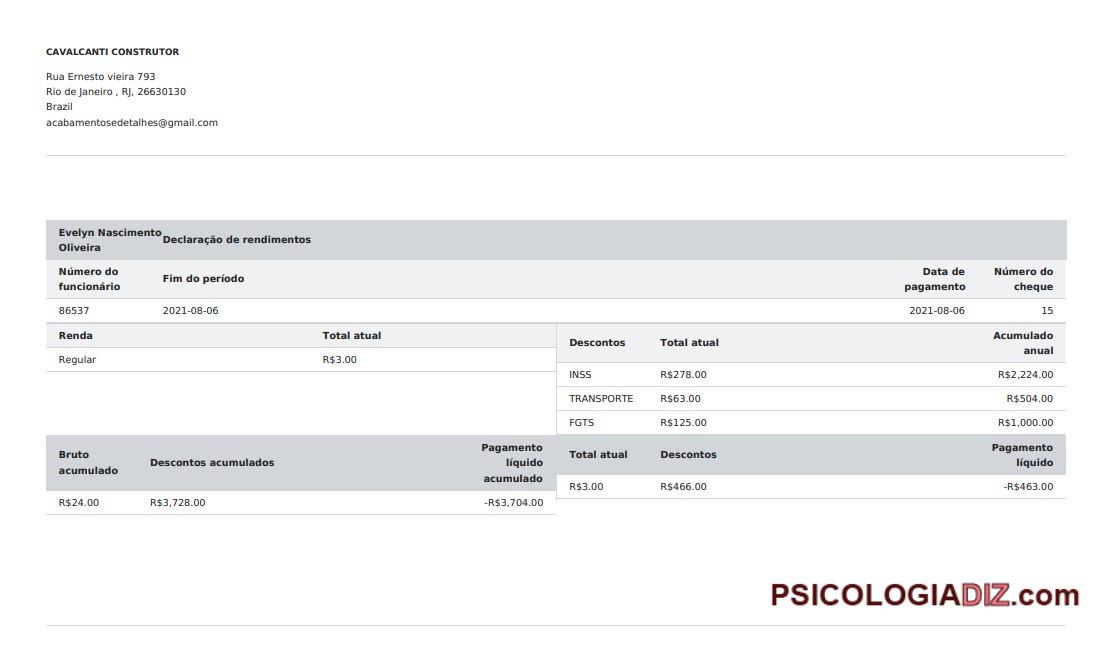 CAVALCANTI CONSTRUTOR
Rua Ernesto vieira 793
Rio de Janeiro , RJ, 26630130
Brazil
acabamentosedetalhes@gmail.com
Evelyn Nascimento Oliveira Declaração de rendimentos
Número do funcionário Fim do período Data de pagamento Número do cheque
86537 2021-08-06 2021-08-06 15
Renda Total atual
Regular R$3.00
Descontos Total atual Acumulado anual
INSS R$278.00 R$2,224.00
TRANSPORTE R$63.00 R$504.00
FGTS R$125.00 R$1,000.00
Bruto acumulado Descontos acumulados Pagamento líquido acumulado
R$24.00 R$3,728.00 -R$3,704.00
Total atual Descontos Pagamento líquido
R$3.00 R$466.00 -R$463.00
PSICOLOGIADIZ.com